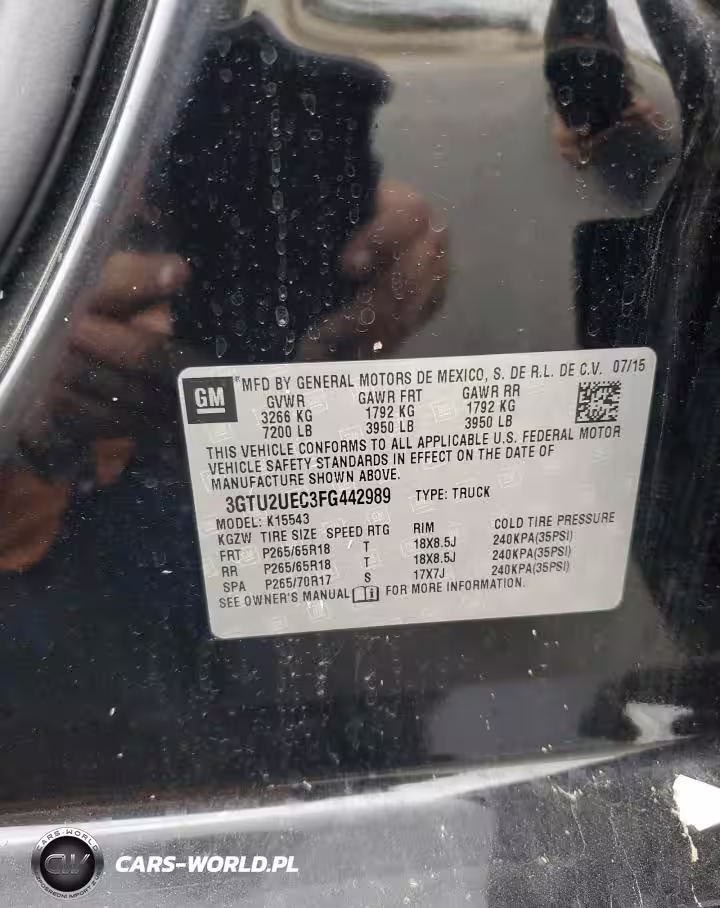 GM
®MFD BY GENERAL MOTORS DE MEXICO, S. DE R.L. DE C.V. 07/15
GVWR GAWR FRT GAWR RR
3266 KG 1792 KG 1792 KG
7200 LB 3950 LB 3950 LB
THIS VEHICLE CONFORMS TO ALL APPLICABLE U.S. FEDERAL MOTOR
VEHICLE SAFETY STANDARDS IN EFFECT ON THE DATE OF
MANUFACTURE SHOWN ABOVE.
3GTU2UEC3FG442989 TYPE: TRUCK
MODEL: K15543
KGZW TIRE SIZE SPEED RTG RIM COLD TIRE PRESSURE
FRT P265/65R18 T 18X8.5J 240KPA(35PSI)
RR P265/65R18 T 18X8.5J 240KPA(35PSI)
SPA P265/70R17 S 17X7J 240KPA(35PSI)
SEE OWNER'S MANUAL FOR MORE INFORMATION.
CARS-WORLD
CW
CARS-WORLD.PL